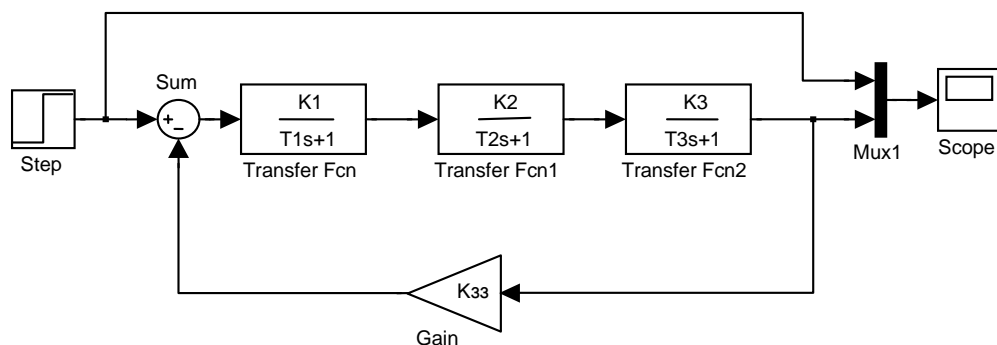 Sum
+
−
Step
K1
T1s+1
Transfer Fcn
K2
T2s+1
Transfer Fcn1
K3
T3s+1
Transfer Fcn2
Mux1
Scope
K33
Gain